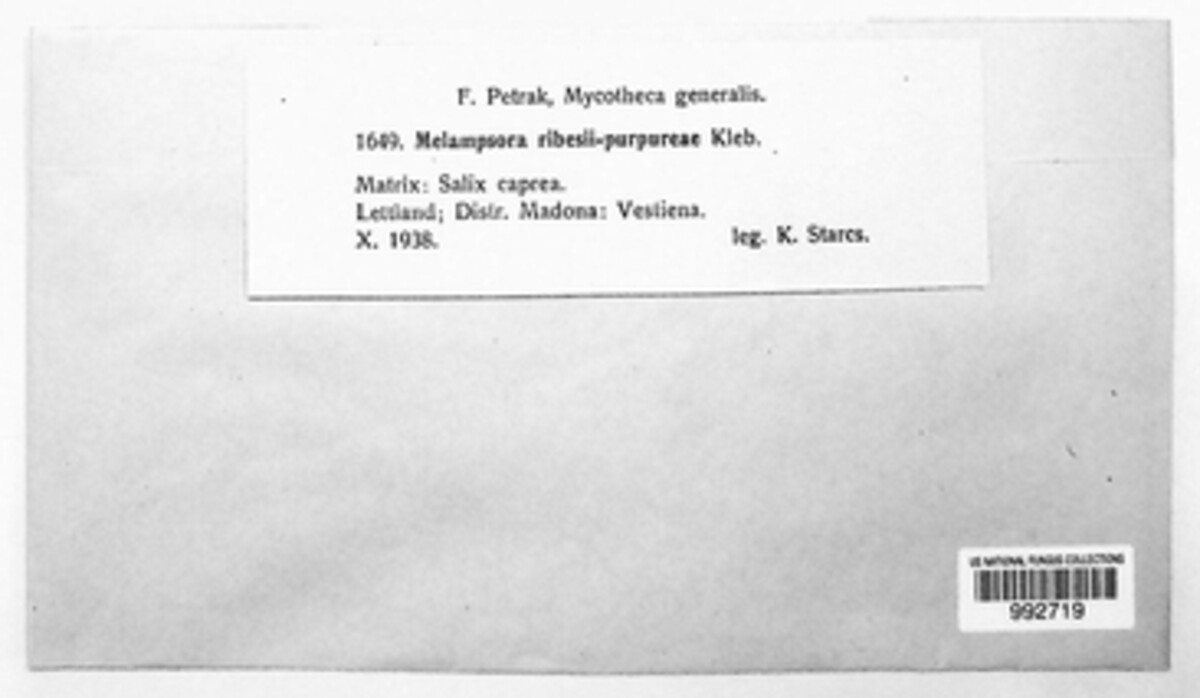 F. Petrak, Mycotheca generalis.
1649. Melampsora ribesii-purpureae Kleb.
Matrix: Salix caprea.
Lettland; Distr. Madona: Vestiena.
X. 1938. leg. K. Starcs.
US NATIONAL FUNGUS COLLECTIONS
992719